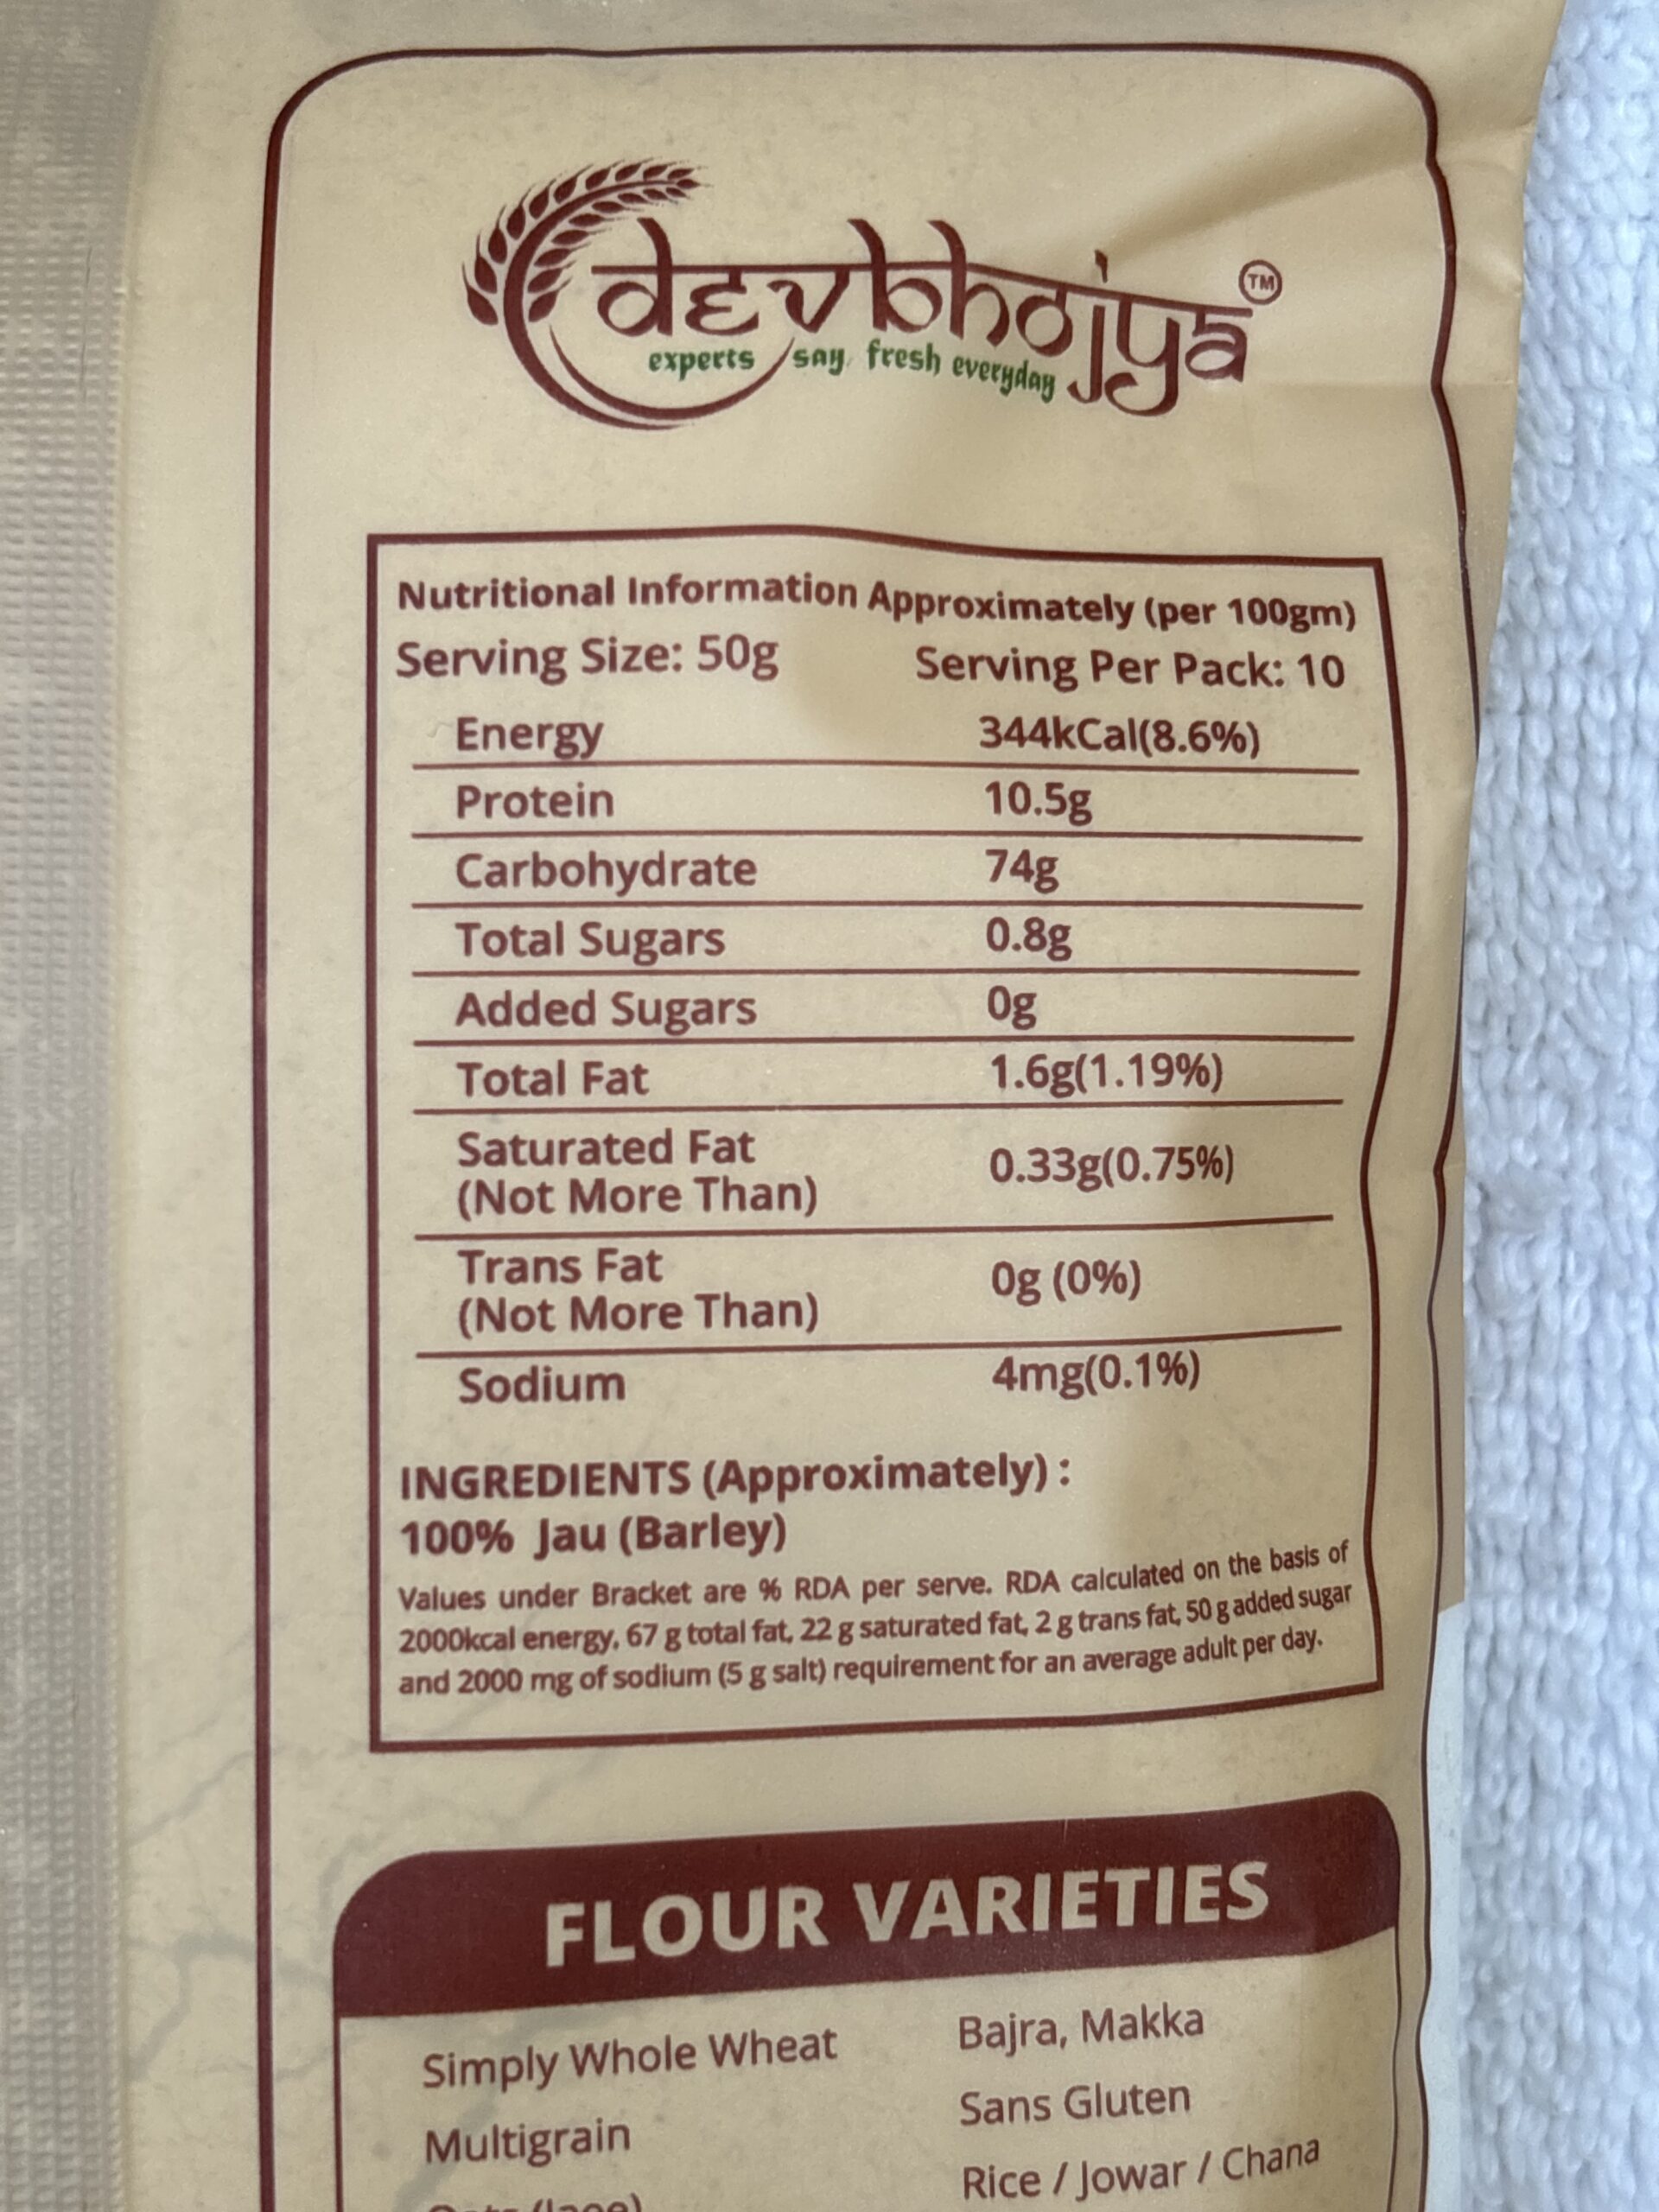 devbhojya TM
experts say, fresh everyday
Nutritional Information Approximately (per 100gm)
Serving Size: 50g Serving Per Pack: 10
Energy 344kCal(8.6%)
Protein 10.5g
Carbohydrate 74g
Total Sugars 0.8g
Added Sugars 0g
Total Fat 1.6g(1.19%)
Saturated Fat
(Not More Than) 0.33g(0.75%)
Trans Fat
(Not More Than) 0g (0%)
Sodium 4mg(0.1%)
INGREDIENTS (Approximately) :
100% Jau (Barley)
Values under Bracket are % RDA per serve. RDA calculated on the basis of
2000kcal energy, 67 g total fat, 22 g saturated fat, 2 g trans fat, 50 g added sugar
and 2000 mg of sodium (5 g salt) requirement for an average adult per day.
FLOUR VARIETIES
Simply Whole Wheat Bajra, Makka
Multigrain Sans Gluten
Rice / Jowar / Chana